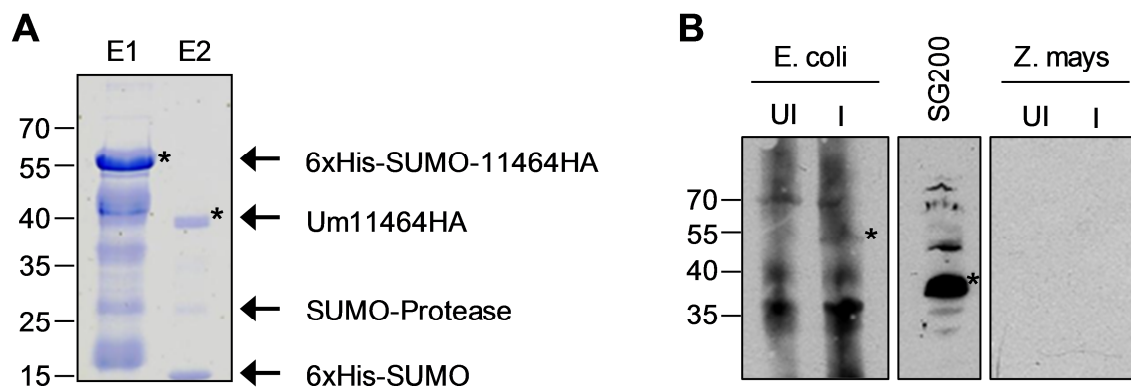 A
E1 E2
70
55
40
35
25
15
*
*
6xHis-SUMO-11464HA
Um11464HA
SUMO-Protease
6xHis-SUMO
B
E. coli
SG200
Z. mays
UI I
UI I
70
55
40
35
*
*